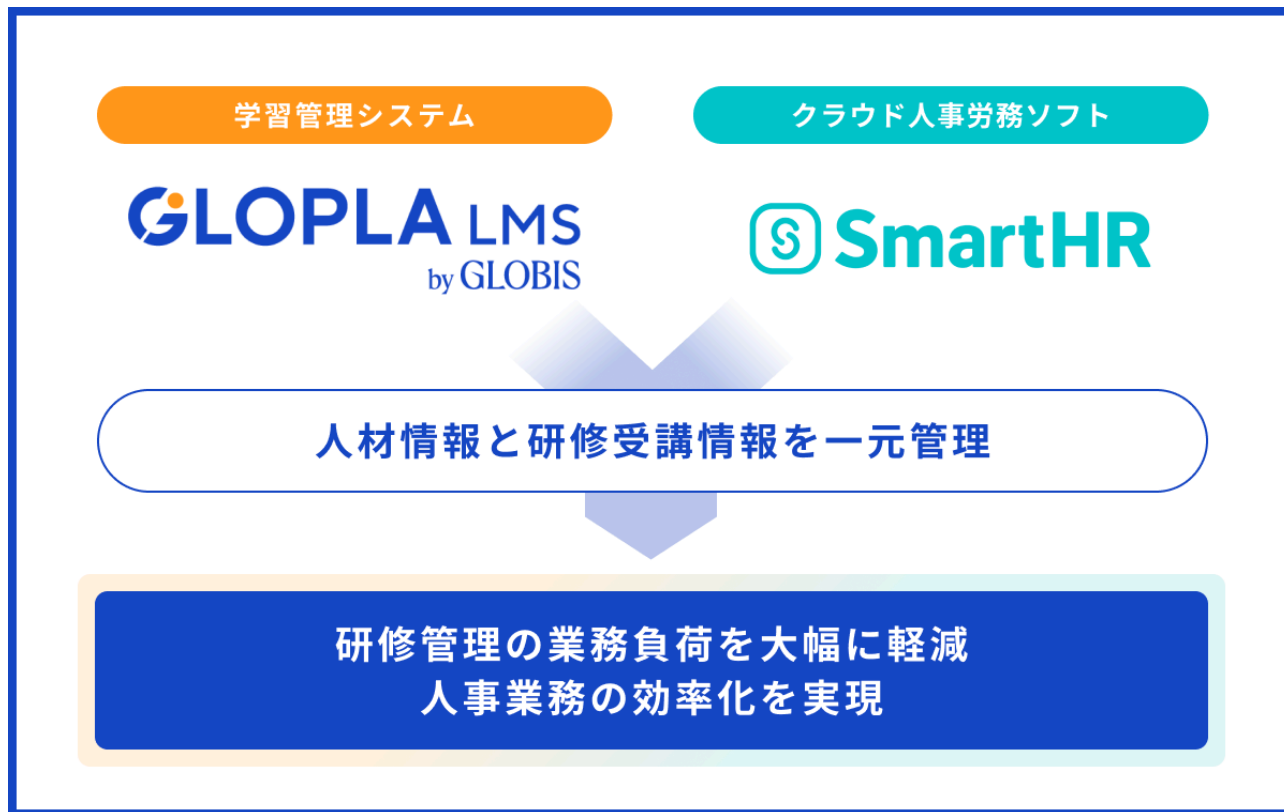 学習管理システム
クラウド人事労務ソフト
GLOPLA LMS
by GLOBIS
SmartHR
人材情報と研修受講情報を一元管理
研修管理の業務負荷を大幅に軽減
人事業務の効率化を実現